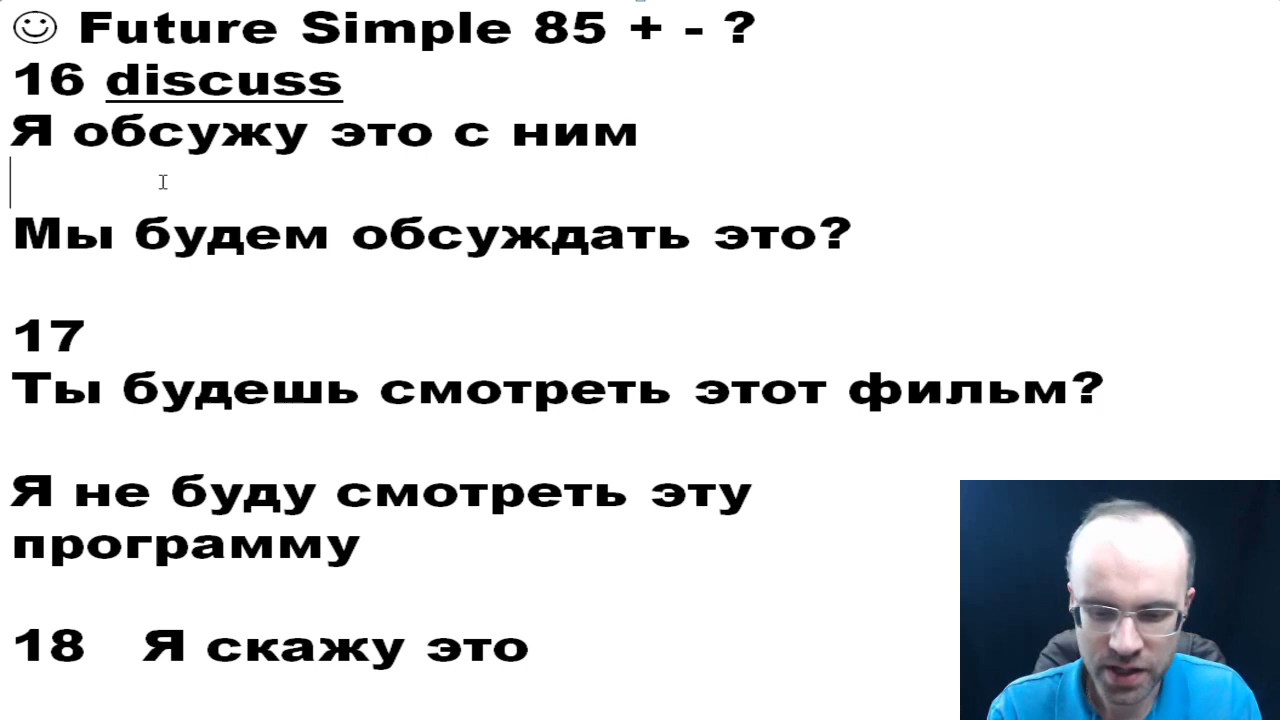 ☺ Future Simple 85 + - ?
16 discuss
Я обсужу это с ним
Мы будем обсуждать это?
17
Ты будешь смотреть этот фильм?
Я не буду смотреть эту
программу
18 Я скажу это